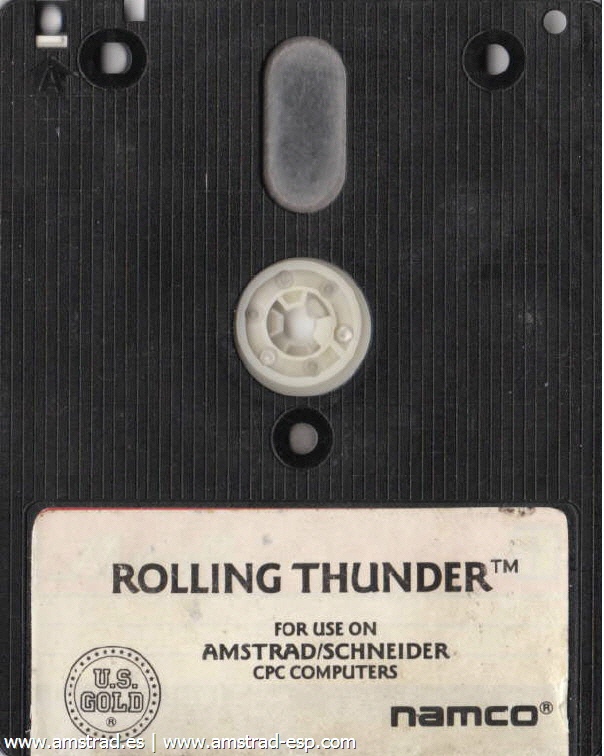 A
ROLLING THUNDER™
FOR USE ON
AMSTRAD/SCHNEIDER
CPC COMPUTERS
U.S.
GOLD
®
namco®
www.amstrad.es | www.amstrad-esp.com